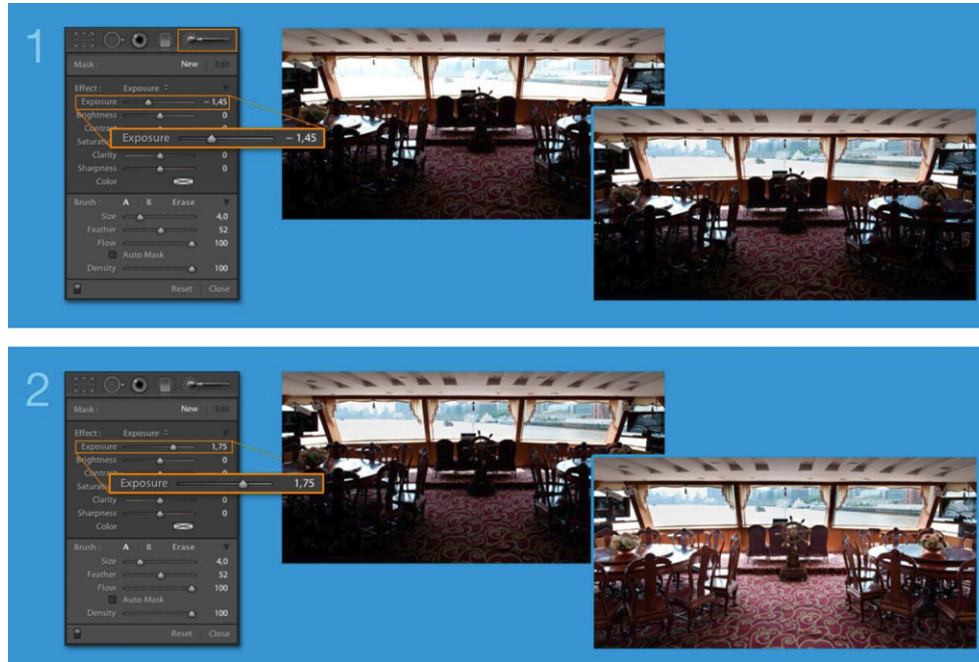 1
Mask : New | Edit
Effect : Exposure
Exposure – 1,45
Brightness 0
Contrast
Exposure – 1,45
Saturation
Clarity 0
Sharpness 0
Color
Brush : A | B Erase
Size 4,0
Feather 52
Flow 100
Auto Mask
Density 100
Reset | Close
2
Mask : New | Edit
Effect : Exposure
Exposure 1,75
Brightness 0
Contrast 0
Exposure 1,75
Saturation
Clarity 0
Sharpness 0
Color
Brush : A | B Erase
Size 4,0
Feather 52
Flow 100
Auto Mask
Density 100
Reset | Close